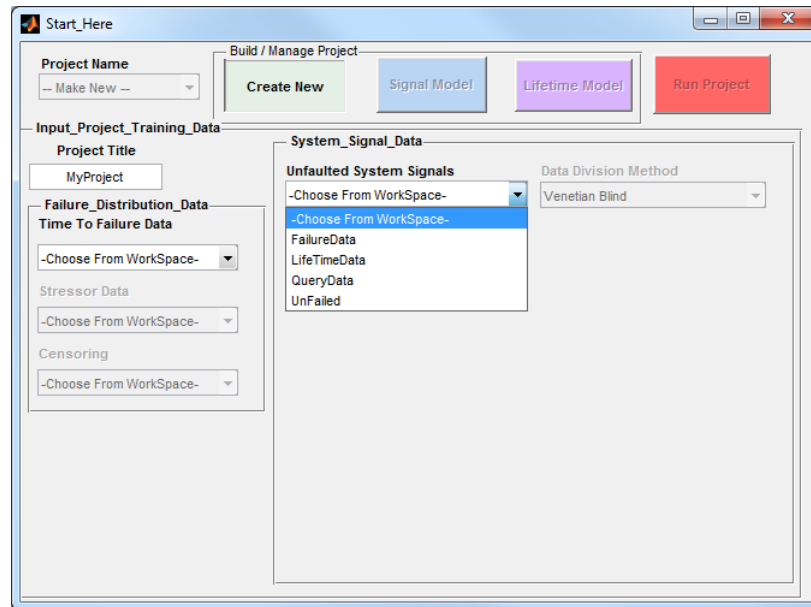 Start_Here
Project Name
-- Make New --
Build / Manage Project
Create New
Signal Model
Lifetime Model
Run Project
Input_Project_Training_Data
Project Title
MyProject
Failure_Distribution_Data
Time To Failure Data
-Choose From WorkSpace-
Stressor Data
-Choose From WorkSpace-
Censoring
-Choose From WorkSpace-
System_Signal_Data
Unfaulted System Signals
-Choose From WorkSpace-
-Choose From WorkSpace-
FailureData
LifeTimeData
QueryData
UnFailed
Data Division Method
Venetian Blind